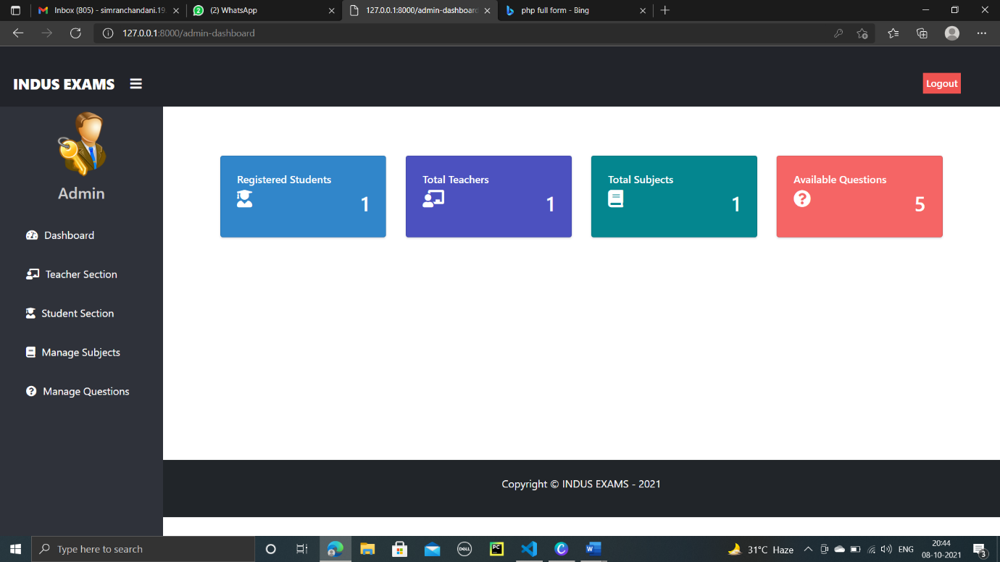 Inbox (805) - simranchandani.19
(2) WhatsApp
127.0.0.1:8000/admin-dashboard
php full form - Bing
127.0.0.1:8000/admin-dashboard
INDUS EXAMS
Logout
Admin
Dashboard
Teacher Section
Student Section
Manage Subjects
Manage Questions
Registered Students
1
Total Teachers
1
Total Subjects
1
Available Questions
5
Copyright © INDUS EXAMS - 2021
Type here to search
DELL
PC
31°C Haze
ENG
20:44
08-10-2021
3